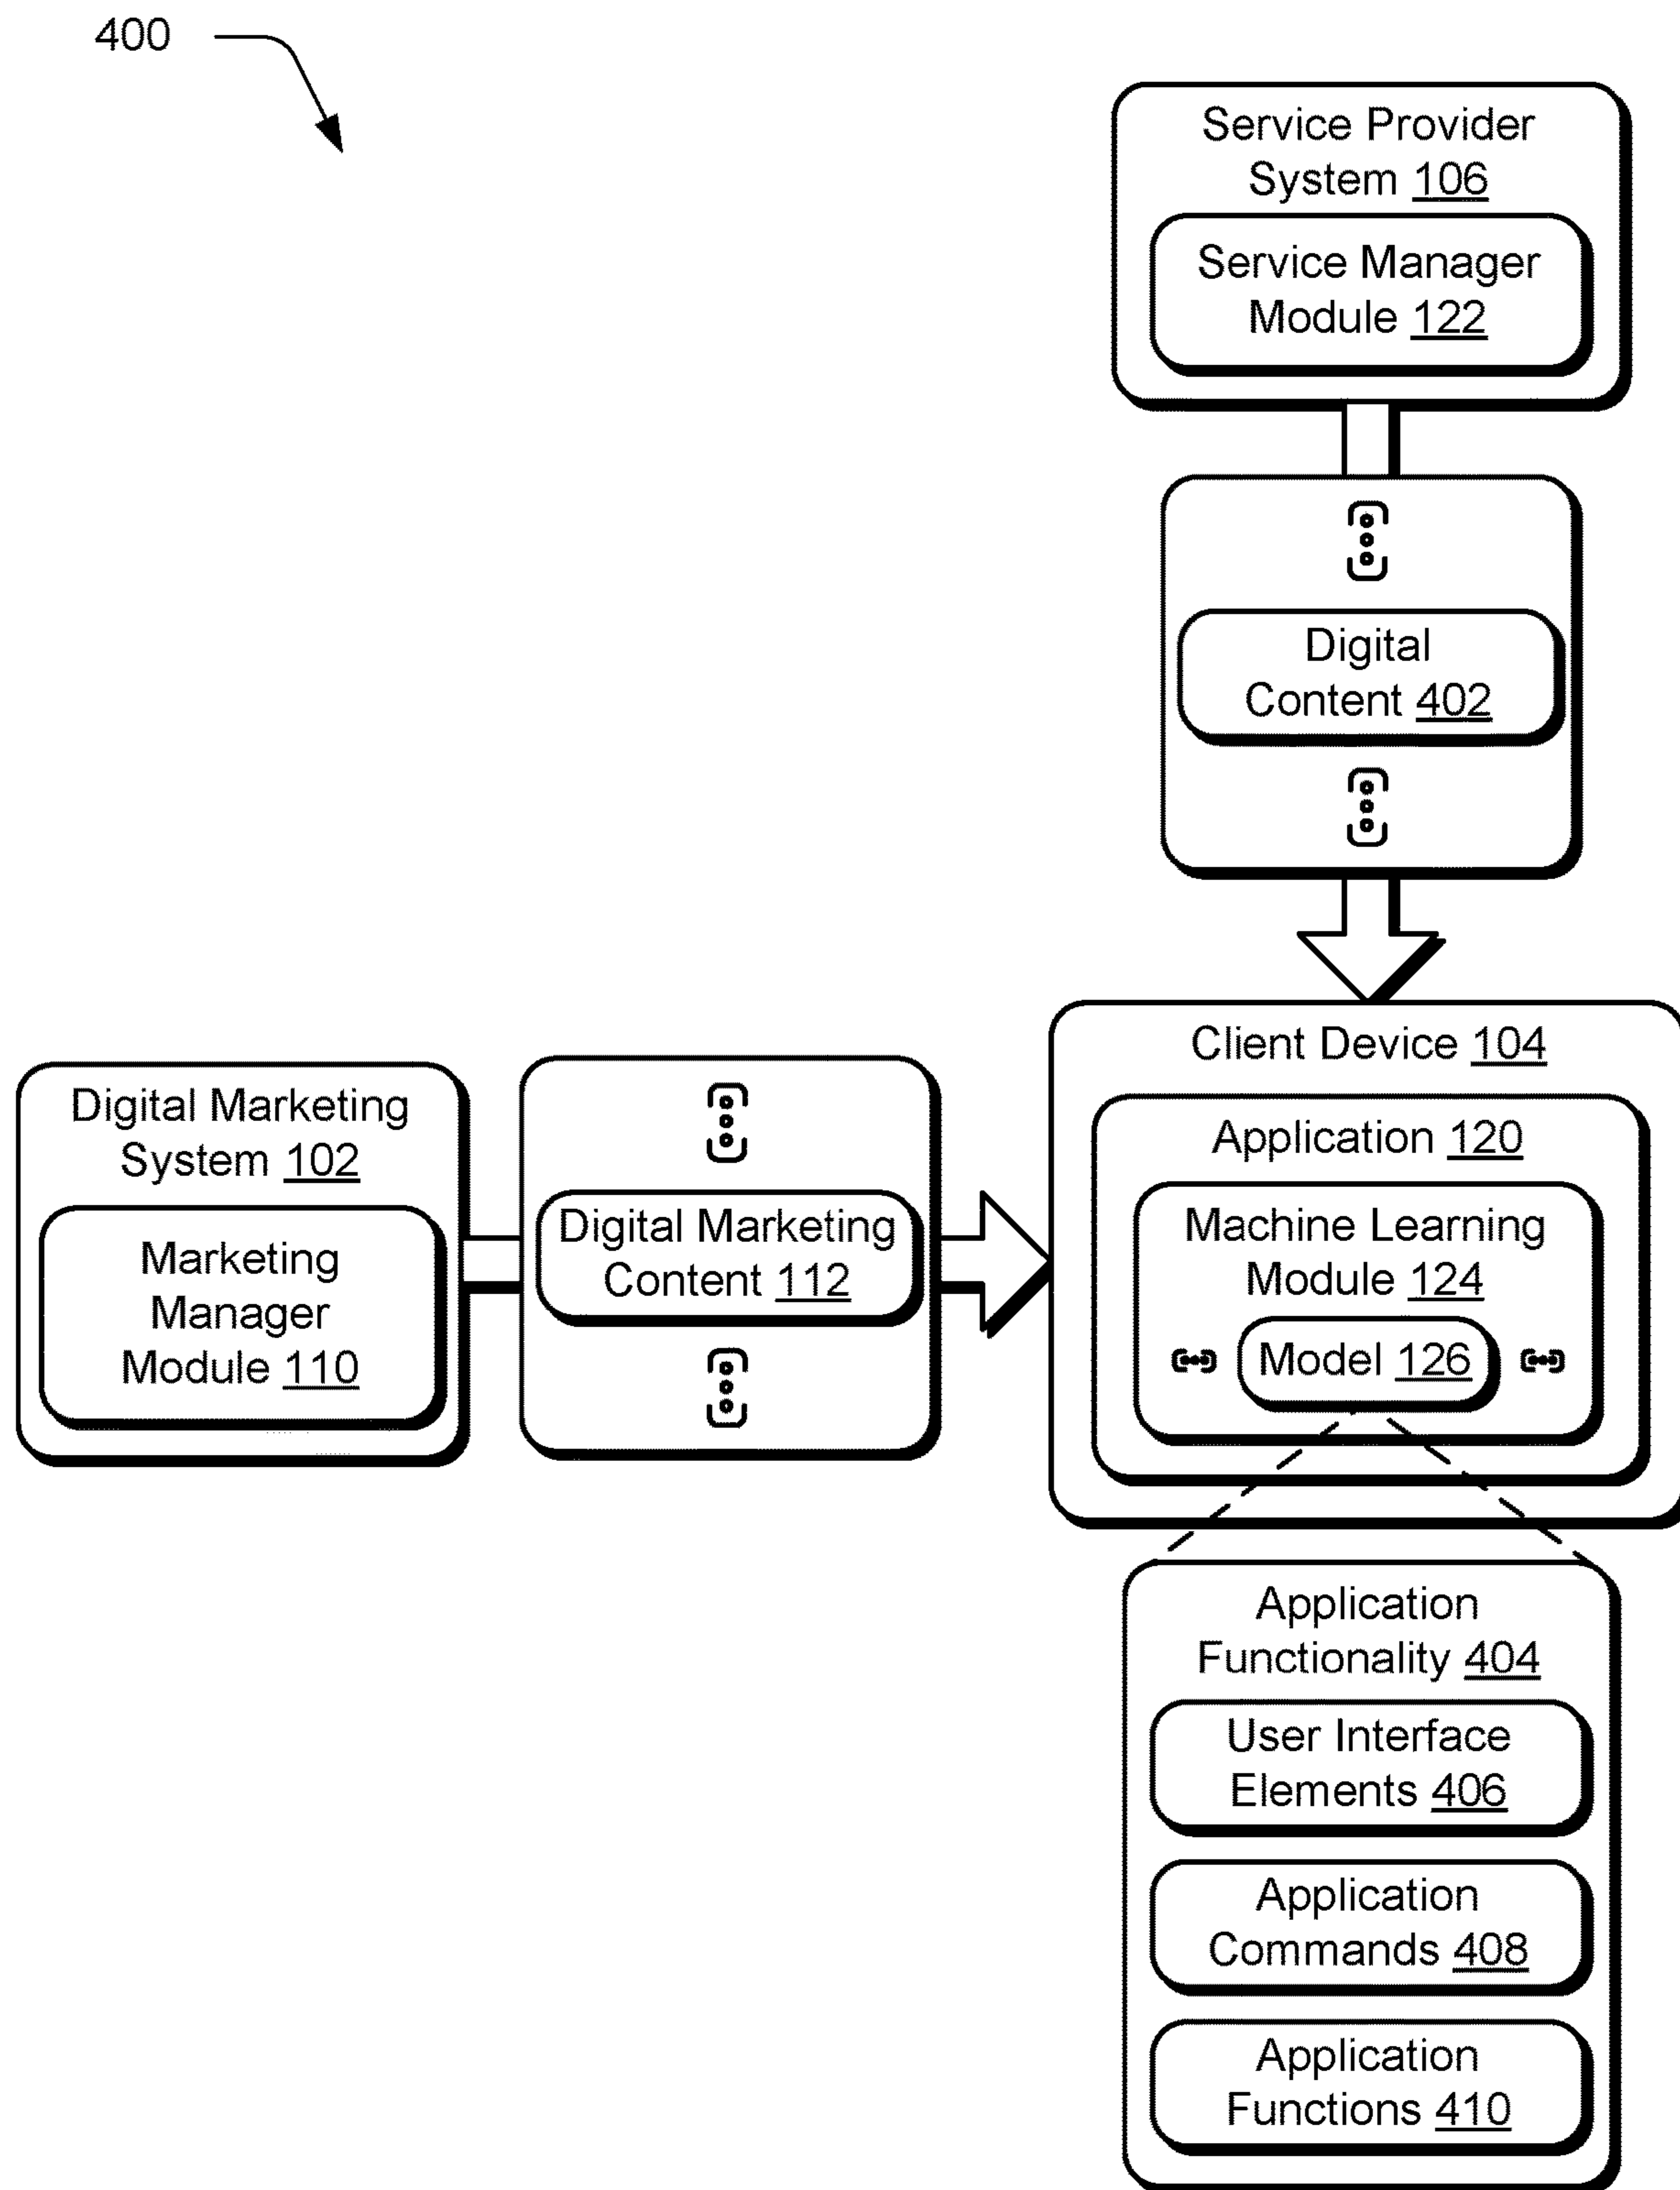 400
Service Provider
System 106
Service Manager
Module 122
Digital
Content 402
Client Device 104
Application 120
Machine Learning
Module 124
Model 126
Digital Marketing
System 102
Marketing
Manager
Module 110
Digital Marketing
Content 112
Application
Functionality 404
User Interface
Elements 406
Application
Commands 408
Application
Functions 410